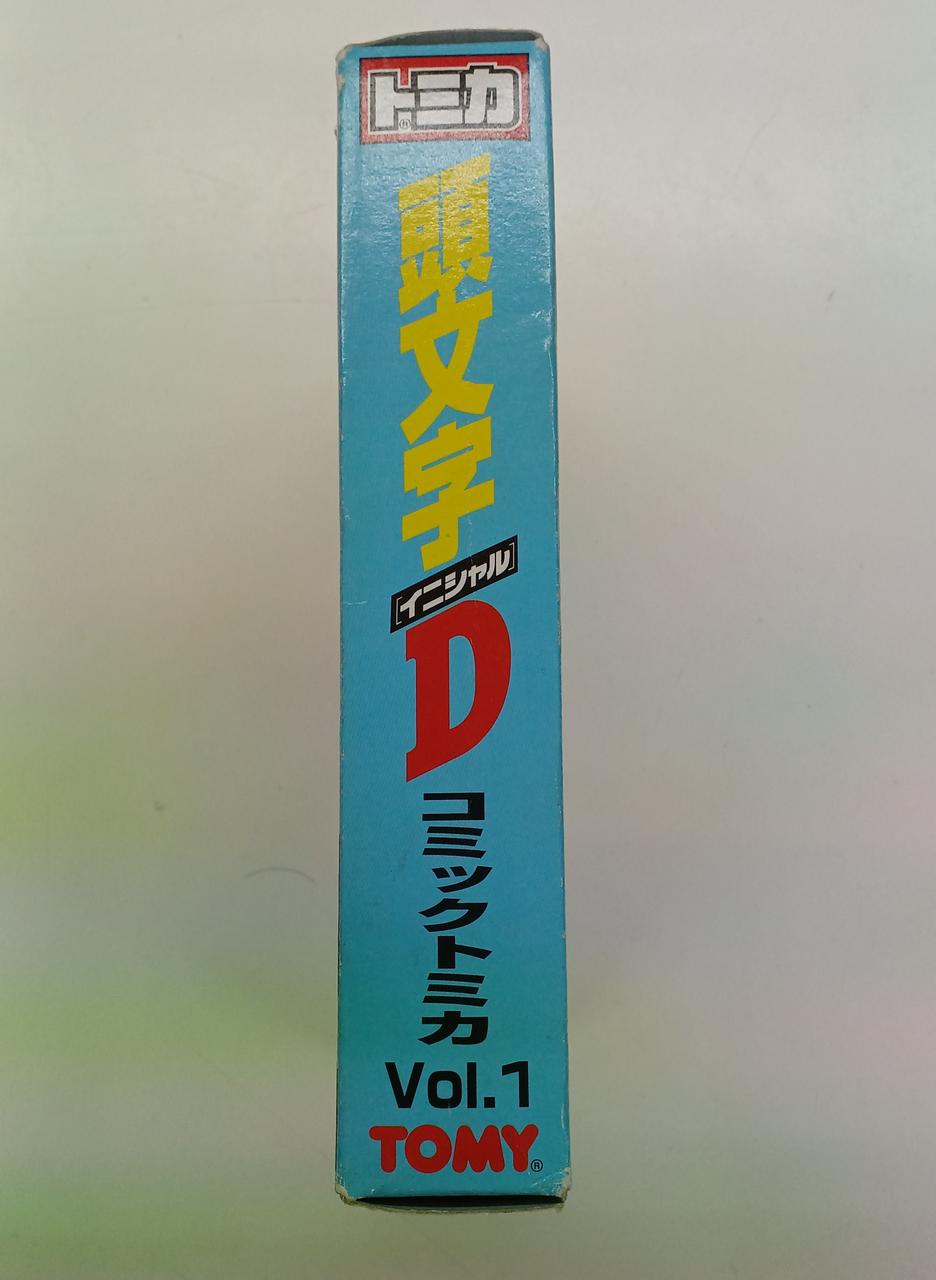 トミカ®
頭文字
[イニシャル]
D
コミックトミカ
Vol.1
TOMY®